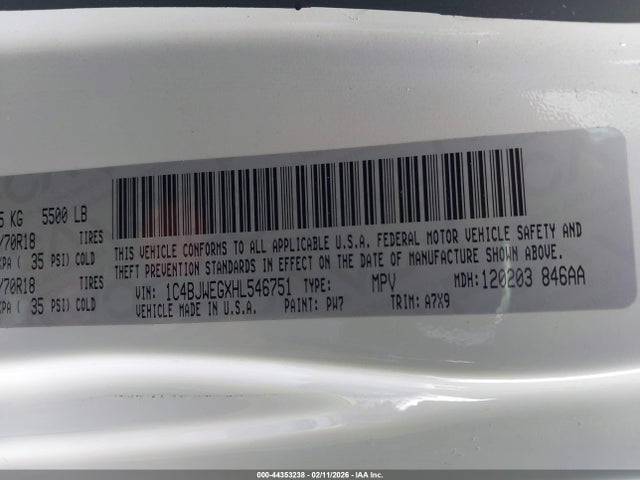 5 KG 5500 LB
/70R18 TIRES
KPA ( 35 PSI) COLD
/70R18 TIRES
KPA ( 35 PSI) COLD
THIS VEHICLE CONFORMS TO ALL APPLICABLE U.S.A. FEDERAL MOTOR VEHICLE SAFETY AND
THEFT PREVENTION STANDARDS IN EFFECT ON THE DATE OF MANUFACTURE SHOWN ABOVE.
VIN: 1C4BJWEGXHL546751 TYPE: MPV MDH: 120203 846AA
VEHICLE MADE IN U.S.A. PAINT: PW7 TRIM: A7X9
000-44353238 - 02/11/2026 - IAA Inc.